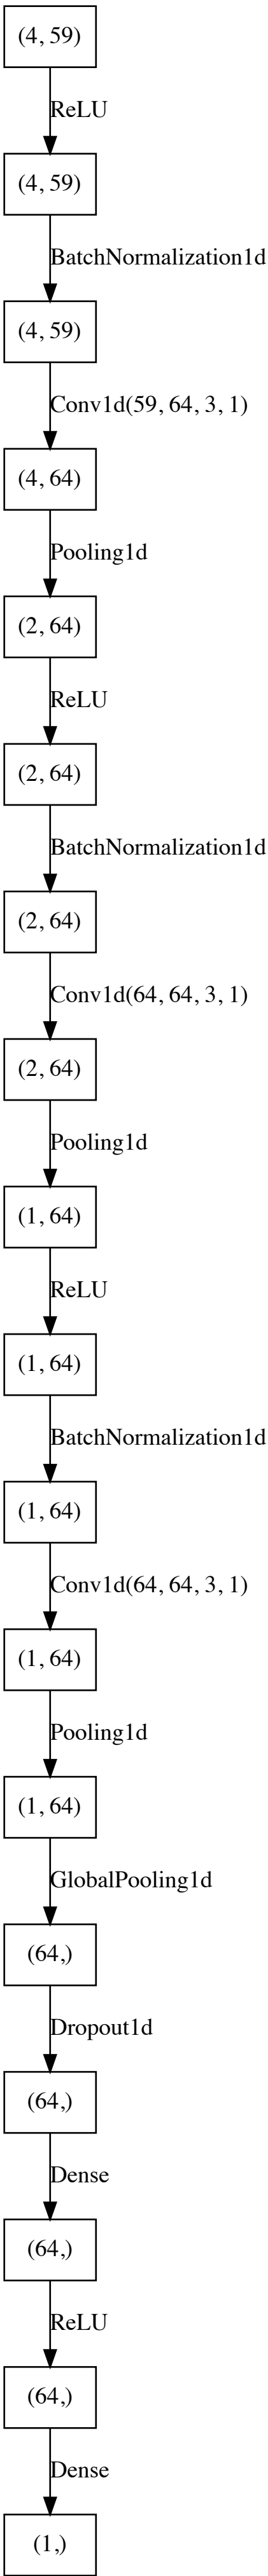 (4, 59)
ReLU
(4, 59)
BatchNormalization1d
(4, 59)
Conv1d(59, 64, 3, 1)
(4, 64)
Pooling1d
(2, 64)
ReLU
(2, 64)
BatchNormalization1d
(2, 64)
Conv1d(64, 64, 3, 1)
(2, 64)
Pooling1d
(1, 64)
ReLU
(1, 64)
BatchNormalization1d
(1, 64)
Conv1d(64, 64, 3, 1)
(1, 64)
Pooling1d
(1, 64)
GlobalPooling1d
(64,)
Dropout1d
(64,)
Dense
(64,)
ReLU
(64,)
Dense
(1,)